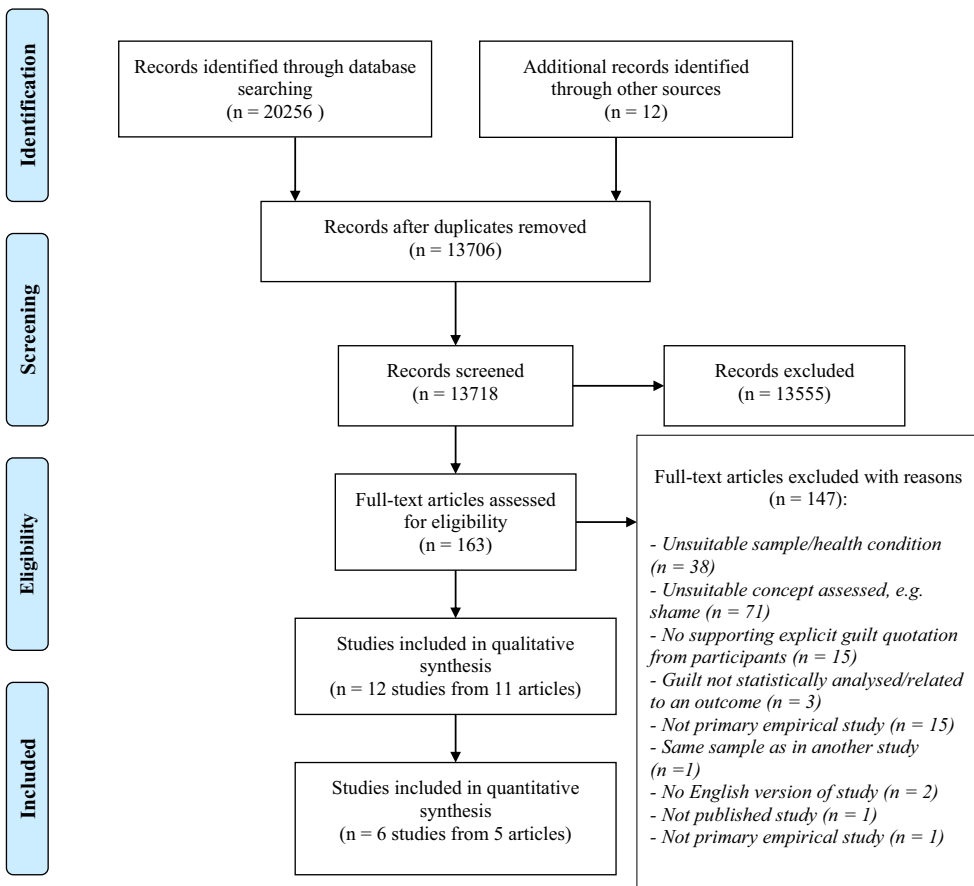 Identification
Records identified through database
searching
(n = 20256 )
Additional records identified
through other sources
(n = 12)
Records after duplicates removed
(n = 13706)
Screening
Records screened
(n = 13718
Records excluded
(n = 13555)
Eligibility
Full-text articles assessed
for eligibility
(n = 163)
Full-text articles excluded with reasons
(n = 147):
- Unsuitable sample/health condition
(n = 38)
- Unsuitable concept assessed, e.g.
shame (n = 71)
- No supporting explicit guilt quotation
from participants (n = 15)
- Guilt not statistically analysed/related
to an outcome (n = 3)
- Not primary empirical study (n = 15)
- Same sample as in another study
(n =1)
- No English version of study (n = 2)
- Not published study (n = 1)
- Not primary empirical study (n = 1)
Studies included in qualitative
synthesis
(n = 12 studies from 11 articles)
Included
Studies included in quantitative
synthesis
(n = 6 studies from 5 articles)